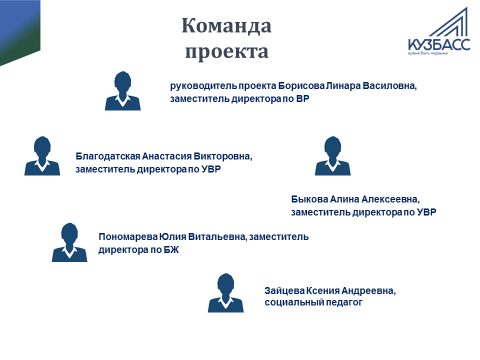 Команда
проекта
КУЗБАСС
время быть первым
руководитель проекта Борисова Линара Василовна,
заместитель директора по ВР
Благодатская Анастасия Викторовна,
заместитель директора по УВР
Быкова Алина Алексеевна,
заместитель директора по УВР
Пономарева Юлия Витальевна, заместитель
директора по БЖ
Зайцева Ксения Андреевна,
социальный педагог